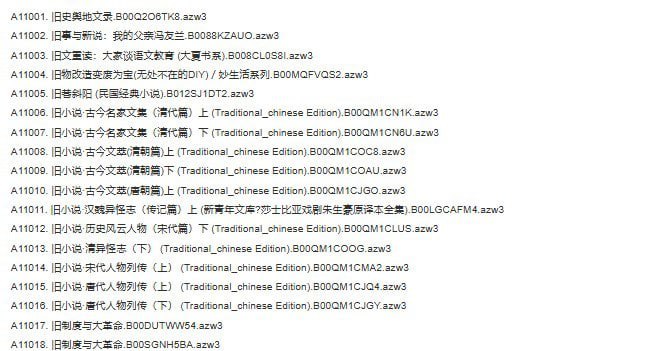 A11001. 旧史舆地文录.B00Q2O6TK8.azw3
A11002. 旧事与新说：我的父亲冯友兰.B0088KZAUO.azw3
A11003. 旧文重读：大家谈语文教育 (大夏书系).B008CL0S8I.azw3
A11004. 旧物改造变废为宝(无处不在的DIY) / 妙生活系列.B00MQFVQS2.azw3
A11005. 旧巷斜阳 (民国经典小说).B012SJ1DT2.azw3
A11006. 旧小说·古今名家文集（清代篇）上 (Traditional_chinese Edition).B00QM1CN1K.azw3
A11007. 旧小说·古今名家文集（清代篇）下 (Traditional_chinese Edition).B00QM1CN6U.azw3
A11008. 旧小说·古今文萃(清朝篇)上 (Traditional_chinese Edition).B00QM1COC8.azw3
A11009. 旧小说·古今文萃(清朝篇)下 (Traditional_chinese Edition).B00QM1COAU.azw3
A11010. 旧小说·古今文萃(唐朝篇)上 (Traditional_chinese Edition).B00QM1CJGO.azw3
A11011. 旧小说·汉魏异怪志（传记篇）上 (新青年文库?莎士比亚戏剧朱生豪原译本全集).B00LGCAFM4.azw3
A11012. 旧小说·历史风云人物（宋代篇）下 (Traditional_chinese Edition).B00QM1CLUS.azw3
A11013. 旧小说·清异怪志（下） (Traditional_chinese Edition).B00QM1COOG.azw3
A11014. 旧小说·宋代人物列传（上） (Traditional_chinese Edition).B00QM1CMA2.azw3
A11015. 旧小说·唐代人物列传（上） (Traditional_chinese Edition).B00QM1CJQ4.azw3
A11016. 旧小说·唐代人物列传（下） (Traditional_chinese Edition).B00QM1CJGY.azw3
A11017. 旧制度与大革命.B00DUTWW54.azw3
A11018. 旧制度与大革命.B00SGNH5BA.azw3